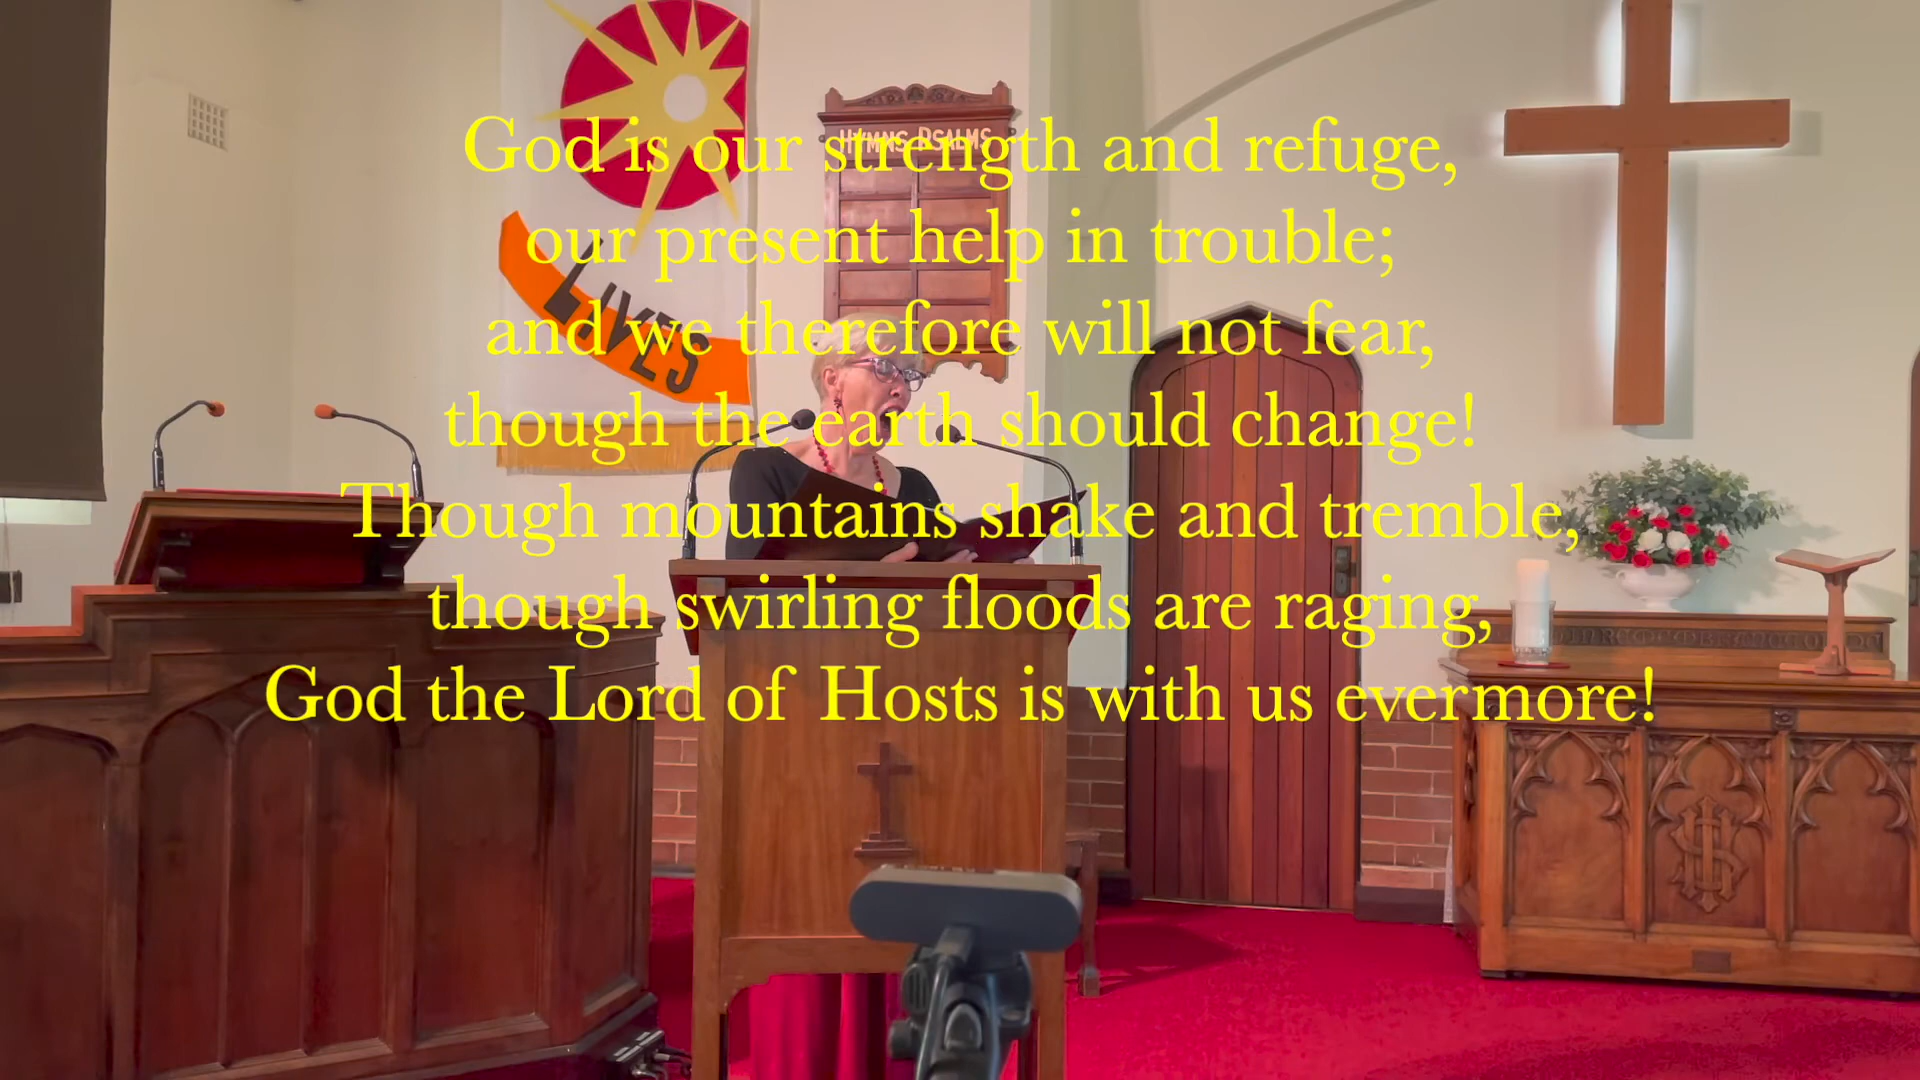 HYMNS PSALMS
God is our strength and refuge,
our present help in trouble;
LIVES
and we therefore will not fear,
though the earth should change!
Though mountains shake and tremble,
though swirling floods are raging,
God the Lord of Hosts is with us evermore!
IHS